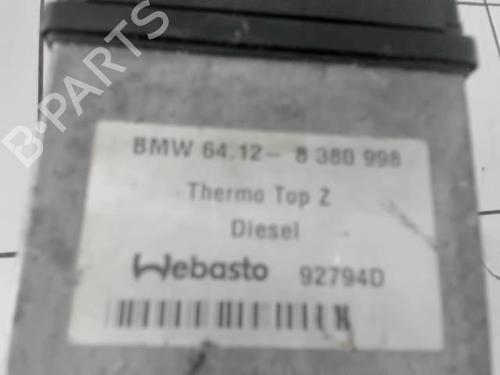 BMW 64.12 - 8 380 998
Thermo Top Z
Diesel
Webasto 92794D
B-PARTS